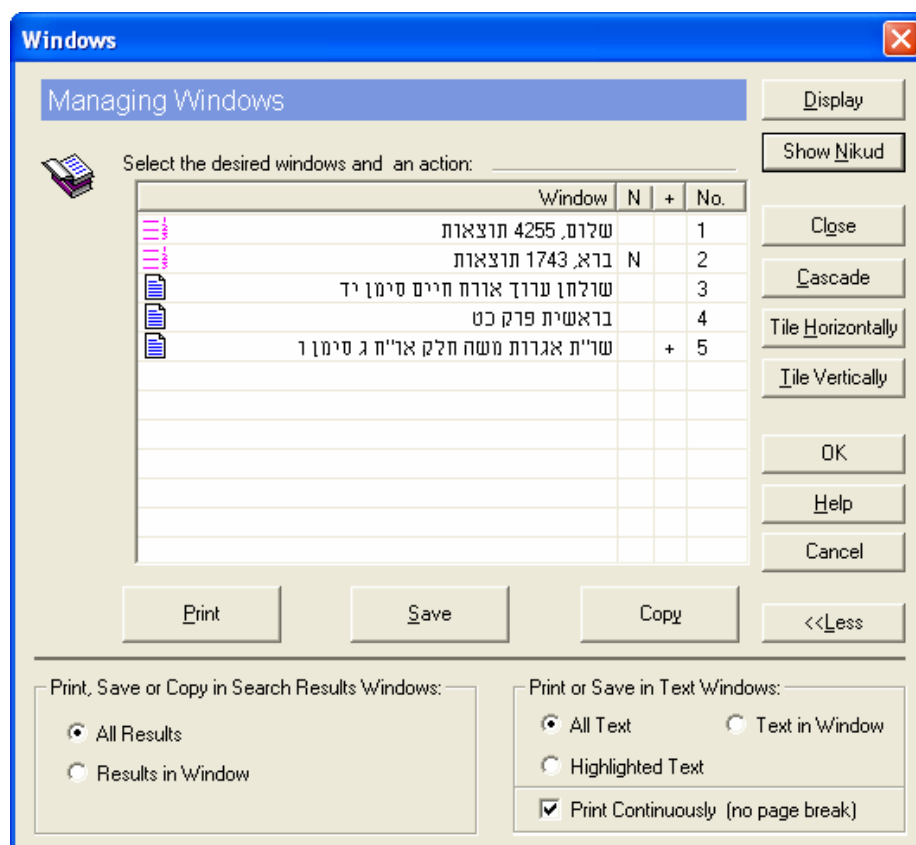 Windows
Managing Windows
Display
Show Nikud
Select the desired windows and an action:
Window N + No.
שלום, 4255 תוצאות 1
ברא, 1743 תוצאות N 2
שולחן ערוך אורח חיים סימן יד 3
בראשית פרק כט 4
שו"ת אגרות משה חלק או"ח ג סימן ו + 5
Close
Cascade
Tile Horizontally
Tile Vertically
OK
Help
Cancel
Print Save Copy <<Less
Print, Save or Copy in Search Results Windows:
All Results
Results in Window
Print or Save in Text Windows:
All Text Text in Window
Highlighted Text
Print Continuously (no page break)